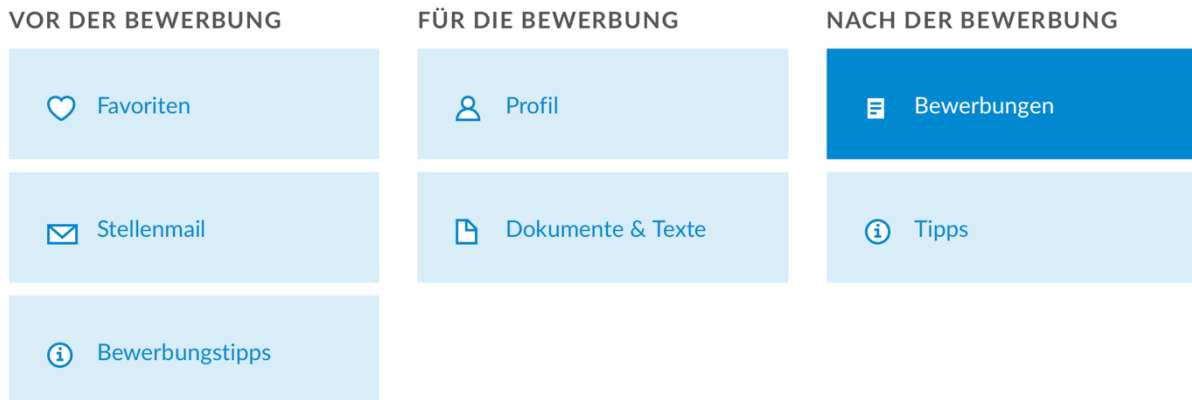 VOR DER BEWERBUNG
Favoriten
Stellenmail
Bewerbungstipps
FÜR DIE BEWERBUNG
Profil
Dokumente & Texte
NACH DER BEWERBUNG
Bewerbungen
Tipps